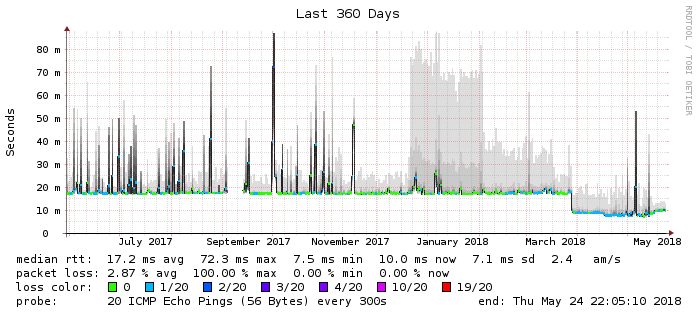 Last 360 Days
RRDTOOL / TOBI OETIKER
Seconds
80 m
70 m
60 m
50 m
40 m
30 m
20 m
10 m
0
July 2017 September 2017 November 2017 January 2018 March 2018 May 2018
median rtt: 17.2 ms avg 72.3 ms max 7.5 ms min 10.0 ms now 7.1 ms sd 2.4 am/s
packet loss: 2.87 % avg 100.00 % max 0.00 % min 0.00 % now
loss color: 0 1/20 2/20 3/20 4/20 10/20 19/20
probe: 20 ICMP Echo Pings (56 Bytes) every 300s end: Thu May 24 22:05:10 2018